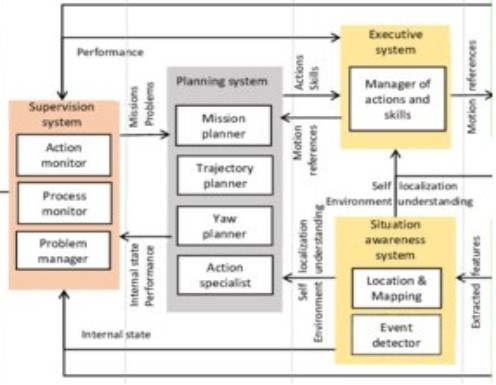 Performance
Supervision
system
Action
monitor
Process
monitor
Problem
manager
Missions
Problems
Internal state
Performance
Internal state
Planning system
Mission
planner
Trajectory
planner
Yaw
planner
Action
specialist
Actions
Skills
Motion
references
Self localization
Environment understanding
Executive
system
Manager of
actions and
skills
Motion references
Self localization
Environment understanding
Situation
awareness
system
Location &
Mapping
Event
detector
Extracted features